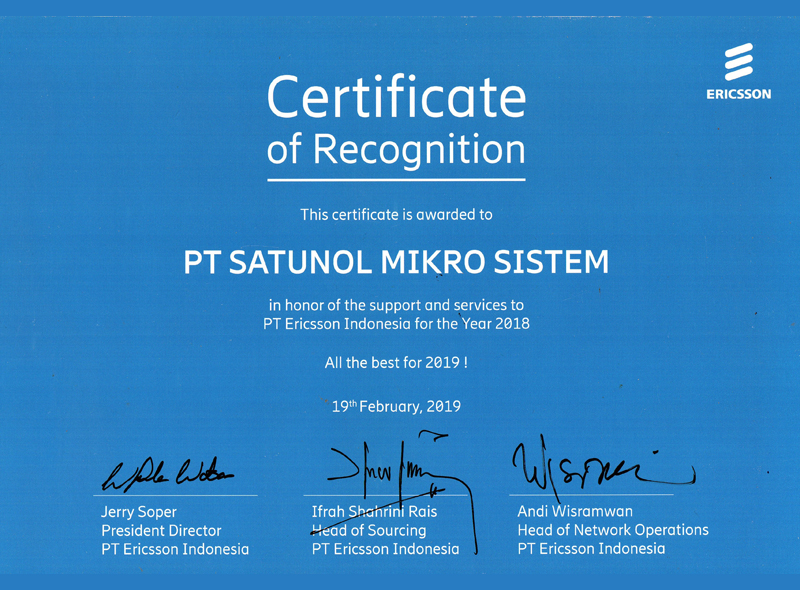 ERICSSON
Certificate
of Recognition
This certificate is awarded to
PT SATUNOL MIKRO SISTEM
in honor of the support and services to
PT Ericsson Indonesia for the Year 2018
All the best for 2019 !
19th February, 2019
Jerry Soper
President Director
PT Ericsson Indonesia
Ifrah Shahrini Rais
Head of Sourcing
PT Ericsson Indonesia
Andi Wisramwan
Head of Network Operations
PT Ericsson Indonesia